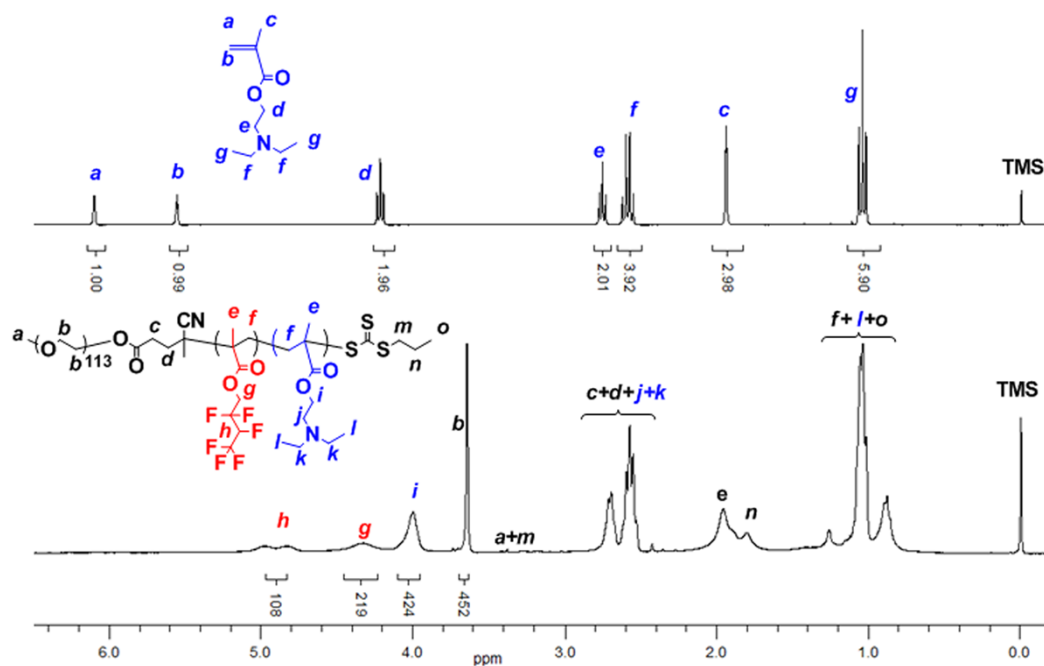 a
c
b
O
O
d
e
N
g
g
f
f
a
b
d
e
f
c
g
TMS
1.00
0.99
1.96
2.01
3.92
2.98
5.90
a
O
b
b
113
O
O
c
d
CN
e
f
f
e
S
S
S
m
o
n
O
O
g
F
F
h
F
F
F
F
F
O
O
i
j
N
l
l
k
k
h
g
i
b
a+m
c+d+j+k
e
n
f+l+o
TMS
108
219
424
452
6.0 5.0 4.0 3.0 2.0 1.0 0.0
ppm